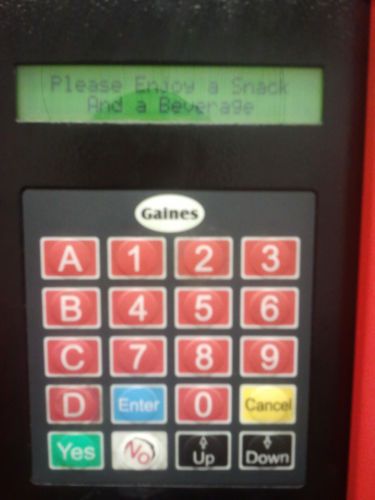 Please Enjoy a Snack
And a Beverage
Gaines
A 1 2 3
B 4 5 6
C 7 8 9
D Enter 0 Cancel
Yes No Up Down